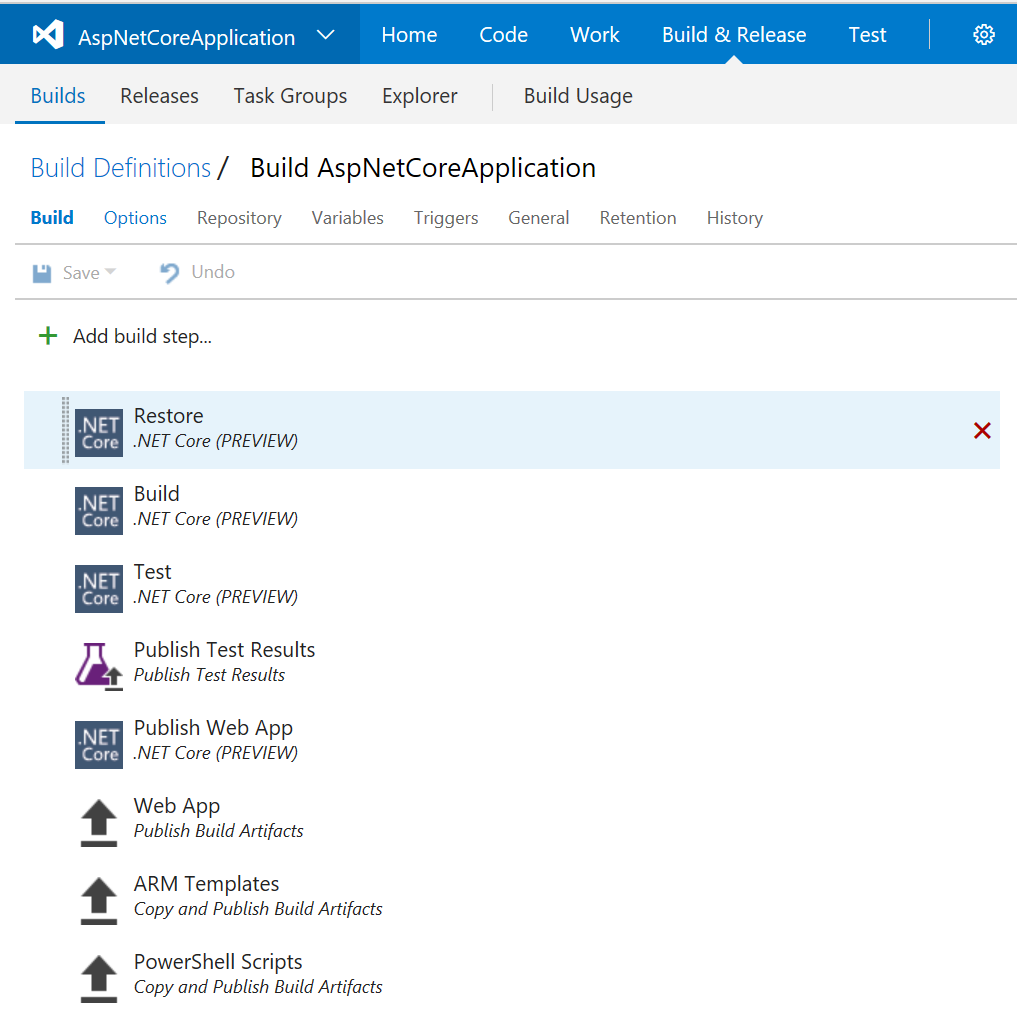 AspNetCoreApplication Home Code Work Build & Release Test
Builds Releases Task Groups Explorer Build Usage
Build Definitions / Build AspNetCoreApplication
Build Options Repository Variables Triggers General Retention History
Save Undo
Add build step...
.NET Core Restore
.NET Core (PREVIEW)
.NET Core Build
.NET Core (PREVIEW)
.NET Core Test
.NET Core (PREVIEW)
Publish Test Results
Publish Test Results
.NET Core Publish Web App
.NET Core (PREVIEW)
Web App
Publish Build Artifacts
ARM Templates
Copy and Publish Build Artifacts
PowerShell Scripts
Copy and Publish Build Artifacts